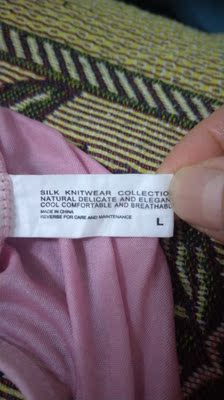 SILK KNITWEAR COLLECTIO
NATURAL DELICATE AND ELEGAN
COOL COMFORTABLE AND BREATHABL
MADE IN CHINA
REVERSE FOR CARE AND MAINTENANCE
L